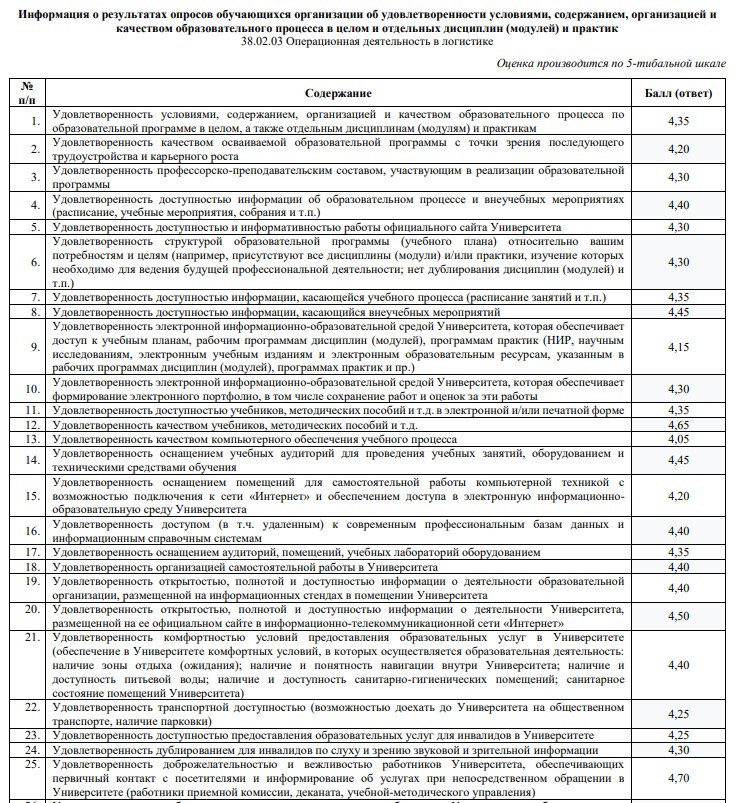 Информация о результатах опросов обучающихся организации об удовлетворенности условиями, содержанием, организацией и
качеством образовательного процесса в целом и отдельных дисциплин (модулей) и практик
38.02.03 Операционная деятельность в логистике
Оценка производится по 5-тибальной шкале
№ п/п Содержание Балл (ответ)
1. Удовлетворенность условиями, содержанием, организацией и качеством образовательного процесса по
образовательной программе в целом, а также отдельным дисциплинам (модулям) и практикам 4,35
2. Удовлетворенность качеством осваиваемой образовательной программы с точки зрения последующего
трудоустройства и карьерного роста 4,20
3. Удовлетворенность профессорско-преподавательским составом, участвующим в реализации образовательной
программы 4,30
4. Удовлетворенность доступностью информации об образовательном процессе и внеучебных мероприятиях
(расписание, учебные мероприятия, собрания и т.п.) 4,40
5. Удовлетворенность доступностью и информативностью работы официального сайта Университета 4,30
6. Удовлетворенность структурой образовательной программы (учебного плана) относительно вашим
потребностям и целям (например, присутствуют все дисциплины (модули) и/или практики, изучение которых
необходимо для ведения будущей профессиональной деятельности; нет дублирования дисциплин (модулей) и
т.п.) 4,30
7. Удовлетворенность доступностью информации, касающейся учебного процесса (расписание занятий и т.п.) 4,35
8. Удовлетворенность доступностью информации, касающийся внеучебных мероприятий 4,45
9. Удовлетворенность электронной информационно-образовательной средой Университета, которая обеспечивает
доступ к учебным планам, рабочим программам дисциплин (модулей), программам практик (НИР, научным
исследованиям, электронным учебным изданиям и электронным образовательным ресурсам, указанным в
рабочих программах дисциплин (модулей), программах практик и пр.) 4,15
10. Удовлетворенность электронной информационно-образовательной средой Университета, которая обеспечивает
формирование электронного портфолио, в том числе сохранение работ и оценок за эти работы 4,30
11. Удовлетворенность доступностью учебников, методических пособий и т.д. в электронной и/или печатной форме 4,35
12. Удовлетворенность качеством учебников, методических пособий и т.д. 4,65
13. Удовлетворенность качеством компьютерного обеспечения учебного процесса 4,05
14. Удовлетворенность оснащением учебных аудиторий для проведения учебных занятий, оборудованием и
техническими средствами обучения 4,45
15. Удовлетворенность оснащением помещений для самостоятельной работы компьютерной техникой с
возможностью подключения к сети «Интернет» и обеспечением доступа в электронную информационно-
образовательную среду Университета 4,20
16. Удовлетворенность доступом (в т.ч. удаленным) к современным профессиональным базам данных и
информационным справочным системам 4,40
17. Удовлетворенность оснащением аудиторий, помещений, учебных лабораторий оборудованием 4,35
18. Удовлетворенность организацией самостоятельной работы в Университета 4,40
19. Удовлетворенность открытостью, полнотой и доступностью информации о деятельности образовательной
организации, размещенной на информационных стендах в помещении Университета 4,40
20. Удовлетворенность открытостью, полнотой и доступностью информации о деятельности Университета,
размещенной на ее официальном сайте в информационно-телекоммуникационной сети «Интернет» 4,50
21. Удовлетворенность комфортностью условий предоставления образовательных услуг в Университете
(обеспечение в Университете комфортных условий, в которых осуществляется образовательная деятельность:
наличие зоны отдыха (ожидания); наличие и понятность навигации внутри Университета; наличие и
доступность питьевой воды; наличие и доступность санитарно-гигиенических помещений; санитарное
состояние помещений Университета) 4,40
22. Удовлетворенность транспортной доступностью (возможностью доехать до Университета на общественном
транспорте, наличие парковки) 4,25
23. Удовлетворенность доступностью предоставления образовательных услуг для инвалидов в Университете 4,25
24. Удовлетворенность дублированием для инвалидов по слуху и зрению звуковой и зрительной информации 4,30
25. Удовлетворенность доброжелательностью и вежливостью работников Университета, обеспечивающих
первичный контакт с посетителями и информирование об услугах при непосредственном обращении в
Университете (работники приемной комиссии, деканата, учебной-методического управления) 4,70